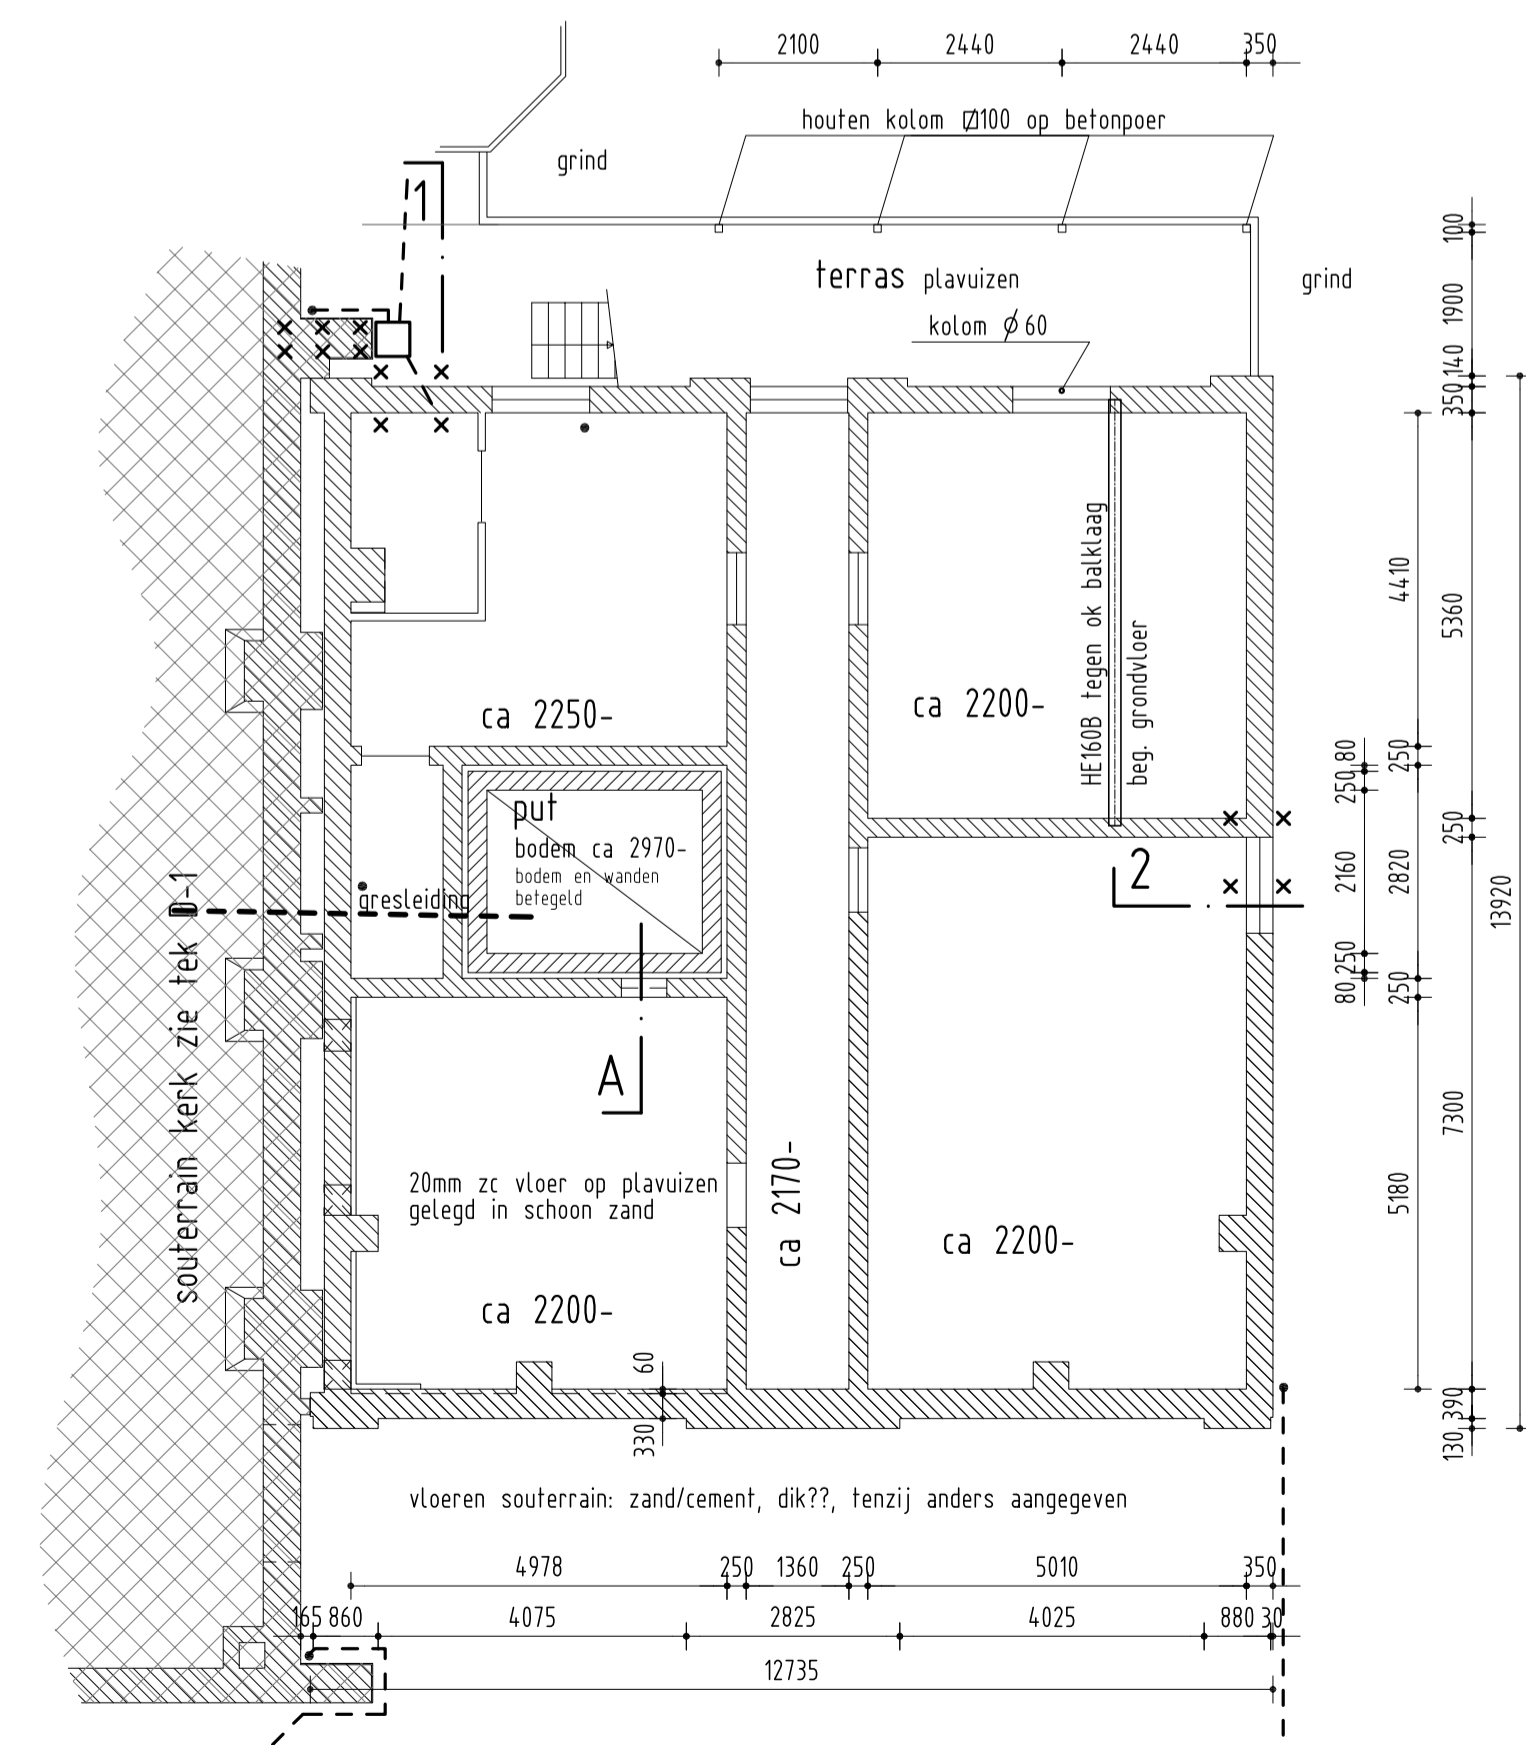 2100 2440 2440 350
houten kolom □100 op betonpoer
grind
1
terras plavuizen
grind
kolom Ø60
100
1900
140
350
HE160B tegen ok balklaag
beg. grondvloer
4410
5360
ca 2250-
ca 2200-
put
bodem ca 2970-
bodem en wanden
betegeld
gresleiding
2
80
250
250
250
2160
2820
13920
250
80
250
souterrain kerk zie tek D-1
A
20mm zc vloer op plavuizen
gelegd in schoon zand
ca 2170-
7300
5180
ca 2200-
ca 2200-
60
330
390
130
vloeren souterrain: zand/cement, dik??, tenzij anders aangegeven
4978 250 1360 250 5010 350
165 860 4075 2825 4025 880 30
12735